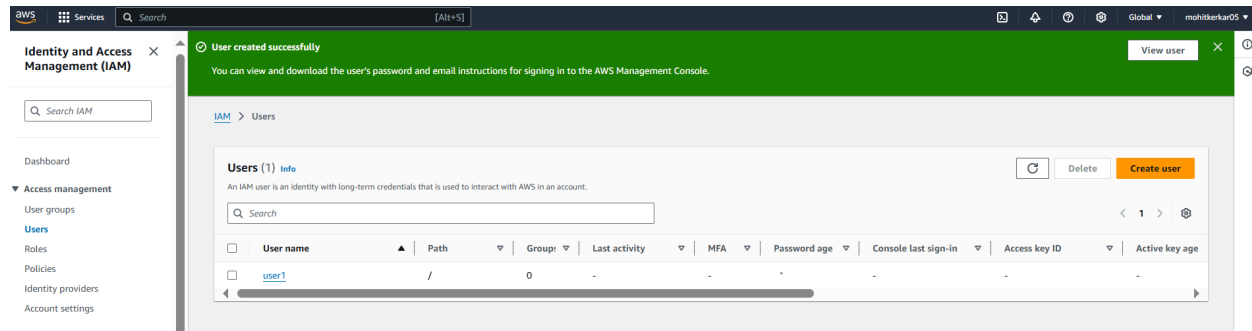 aws Services Search [Alt+S] Global mohitkerkar05
Identity and Access Management (IAM)
Search IAM
Dashboard
Access management
User groups
Users
Roles
Policies
Identity providers
Account settings
User created successfully
View user
You can view and download the user's password and email instructions for signing in to the AWS Management Console.
IAM > Users
Users (1) Info
Delete
Create user
An IAM user is an identity with long-term credentials that is used to interact with AWS in an account.
Search
1
User name Path Group: Last activity MFA Password age Console last sign-in Access key ID Active key age
user1 / 0 - - - - -